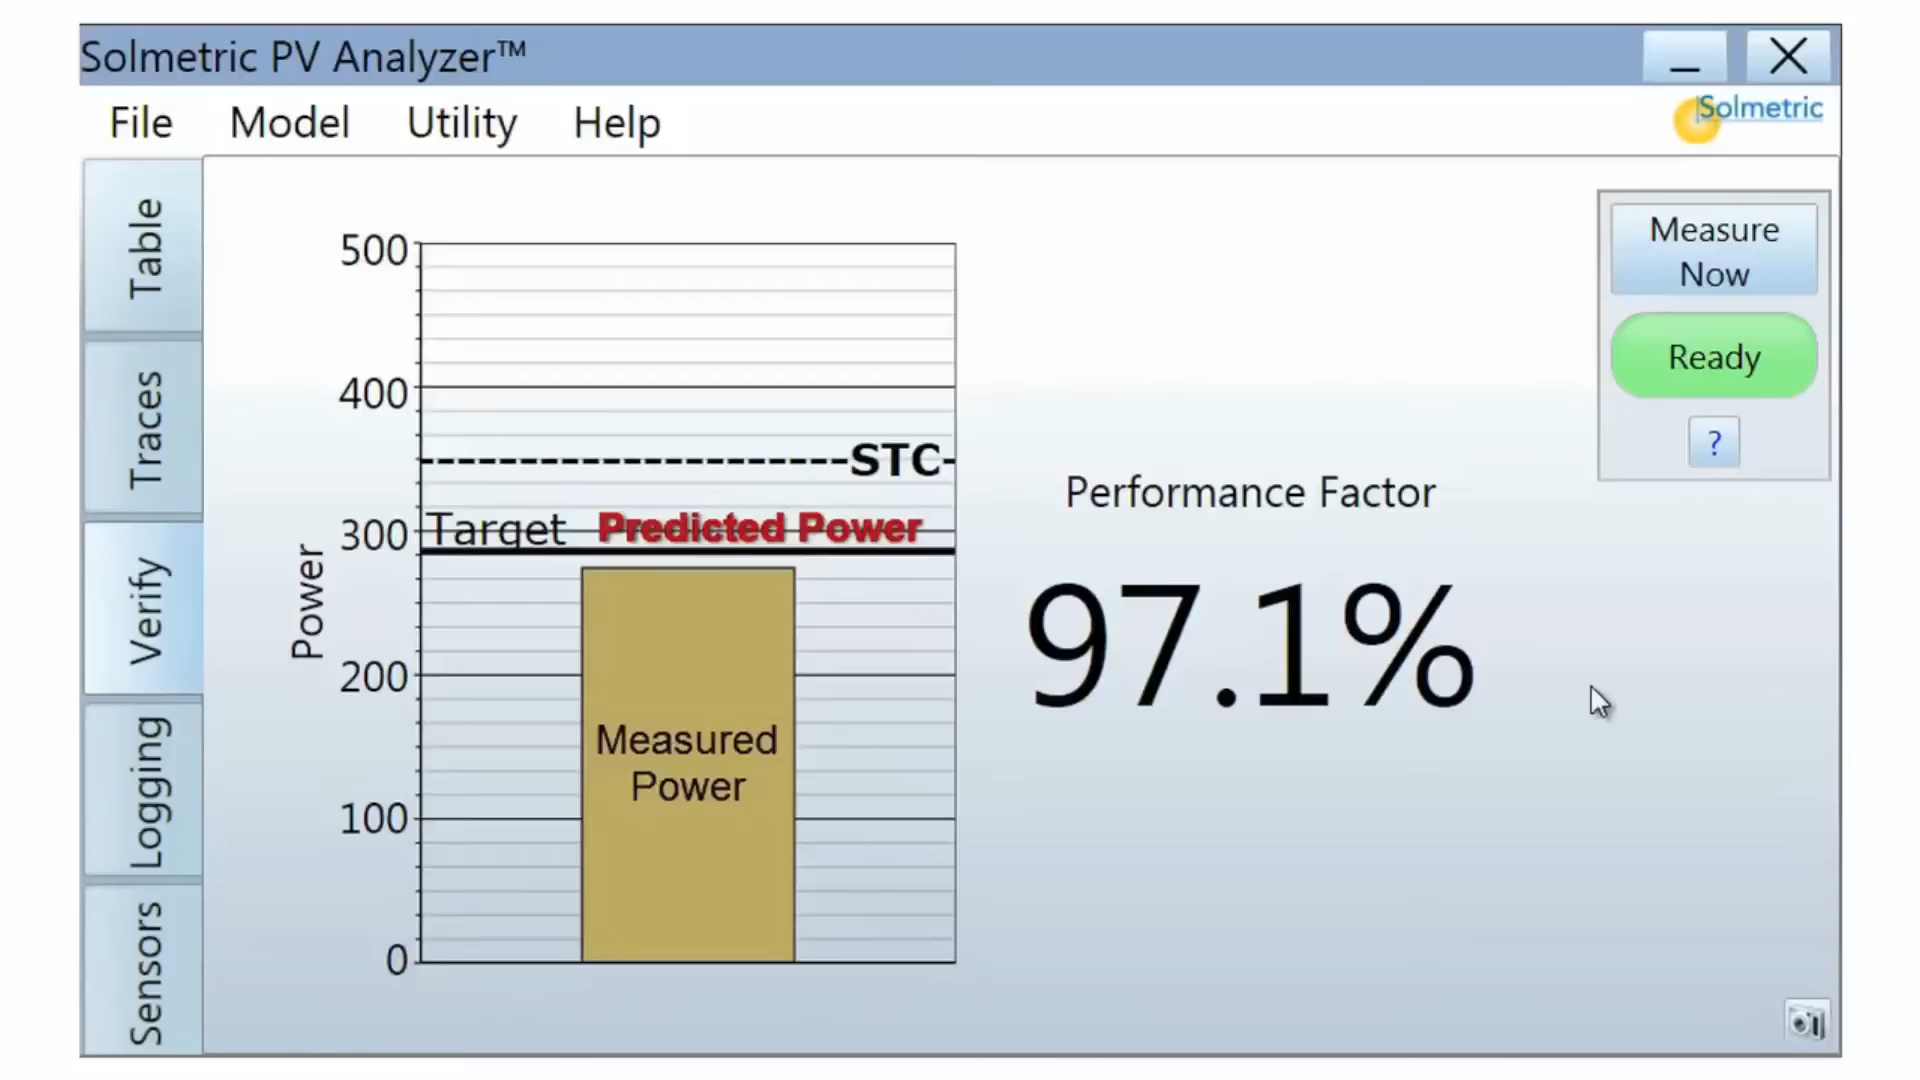 Solmetric PV Analyzer™
File Model Utility Help
Solmetric
Table
Traces
Verify
Logging
Sensors
Power
500
400
300
200
100
0
STC
Target Predicted Power
Measured
Power
Performance Factor
97.1%
Measure
Now
Ready
?